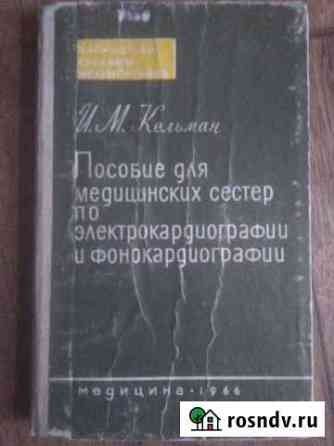 И.М. Кельман
Пособие для
медицинских сестер
по
электрокардиографии
и фонокардиографии
медицина · 1966
rosndv.ru